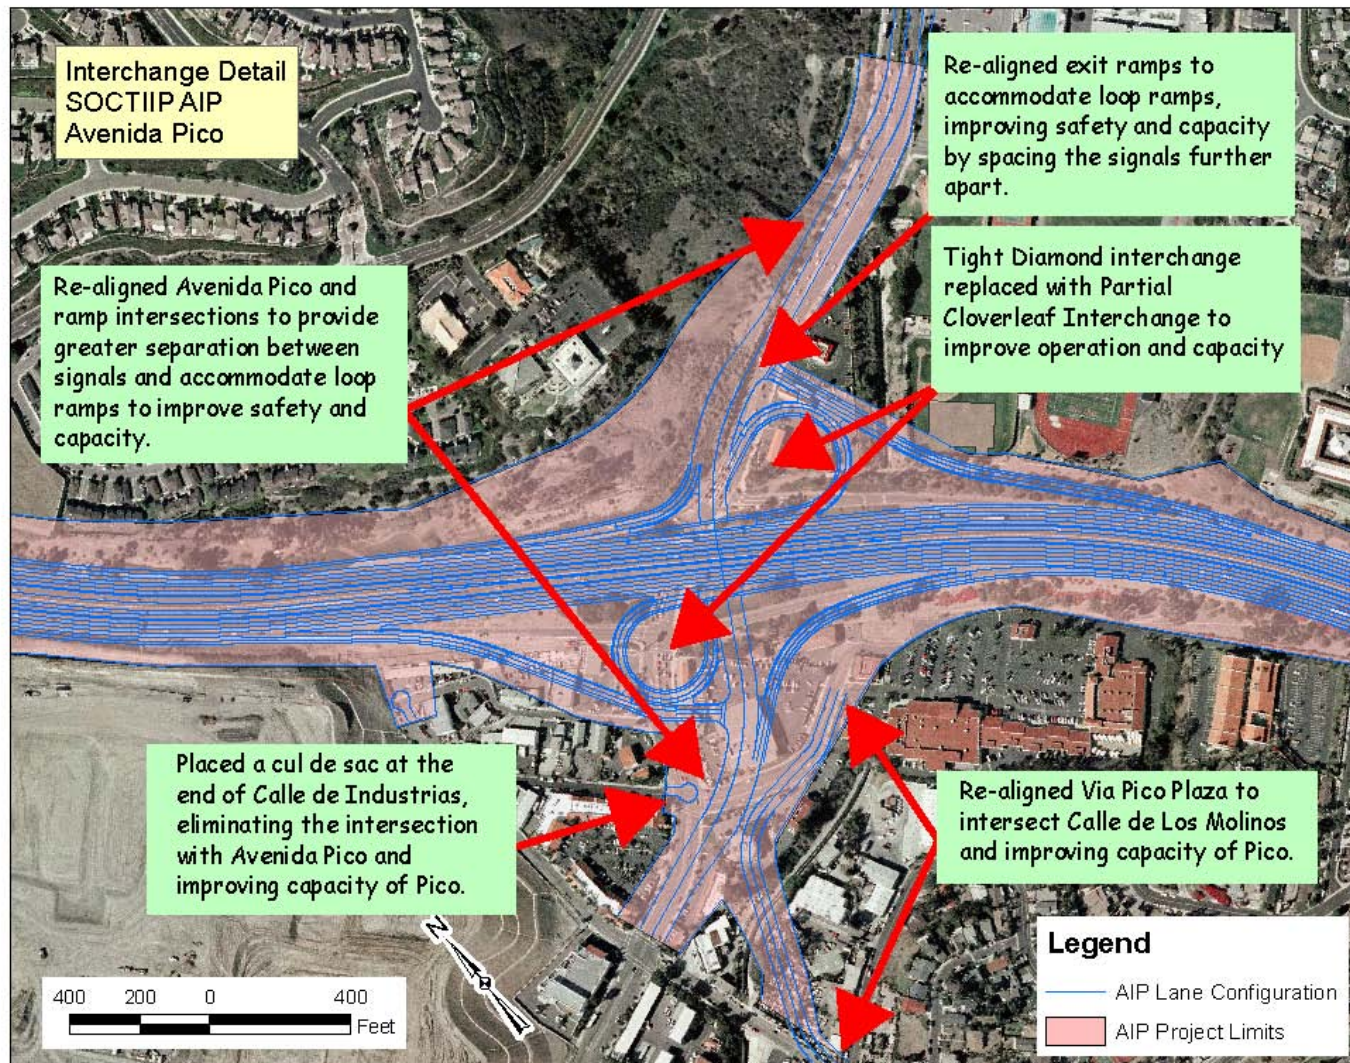 Interchange Detail
SOCTIIP AIP
Avenida Pico
Re-aligned exit ramps to
accommodate loop ramps,
improving safety and capacity
by spacing the signals further
apart.
Tight Diamond interchange
replaced with Partial
Cloverleaf Interchange to
improve operation and capacity
Re-aligned Avenida Pico and
ramp intersections to provide
greater separation between
signals and accommodate loop
ramps to improve safety and
capacity.
Placed a cul de sac at the
end of Calle de Industrias,
eliminating the intersection
with Avenida Pico and
improving capacity of Pico.
Re-aligned Via Pico Plaza to
intersect Calle de Los Molinos
and improving capacity of Pico.
N
400 200 0 400
Feet
Legend
AIP Lane Configuration
AIP Project Limits